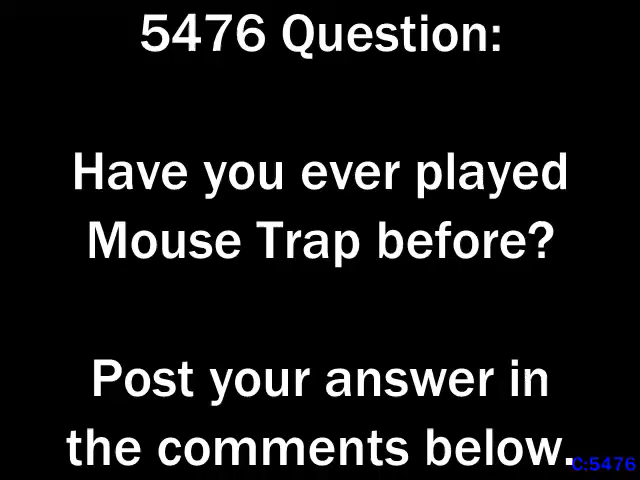 5476 Question:
Have you ever played
Mouse Trap before?
Post your answer in
the comments below.
C:5476